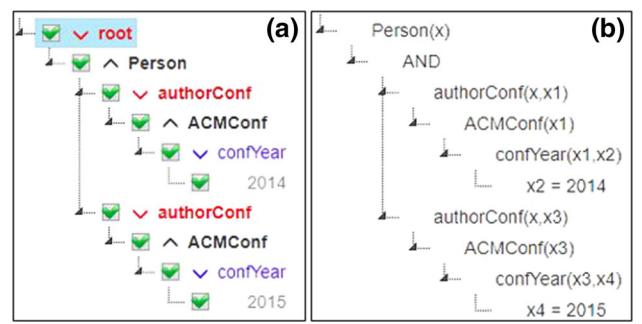 (a)
root
Person
authorConf
ACMConf
confYear
2014
authorConf
ACMConf
confYear
2015
(b)
Person(x)
AND
authorConf(x,x1)
ACMConf(x1)
confYear(x1,x2)
x2 = 2014
authorConf(x,x3)
ACMConf(x3)
confYear(x3,x4)
x4 = 2015